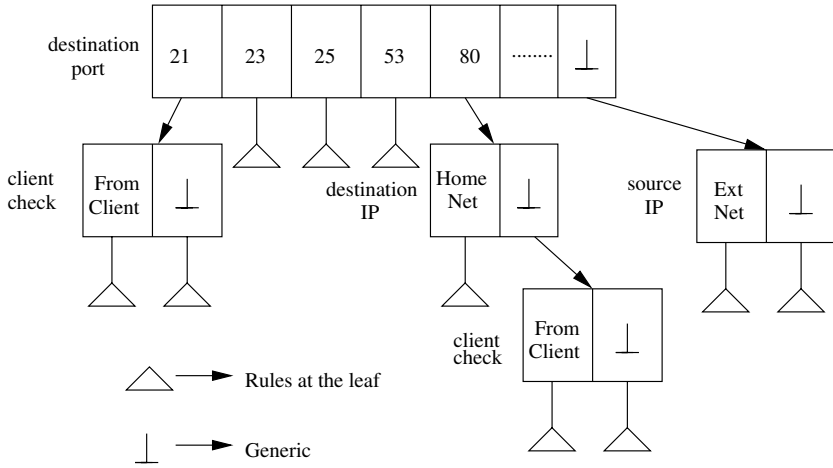 destination
port
21 23 25 53 80 ........
client
check
From
Client
destination
IP
Home
Net
source
IP
Ext
Net
client
check
From
Client
Rules at the leaf
Generic